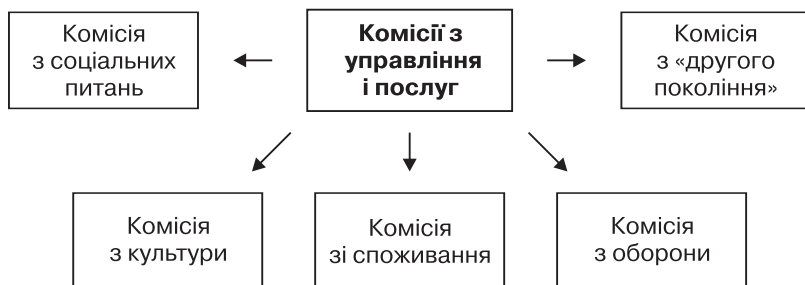 Комісія
з соціальних
питань
Комісії з
управління
і послуг
Комісія
з «другого
покоління»
Комісія
з культури
Комісія
зі споживання
Комісія
з оборони